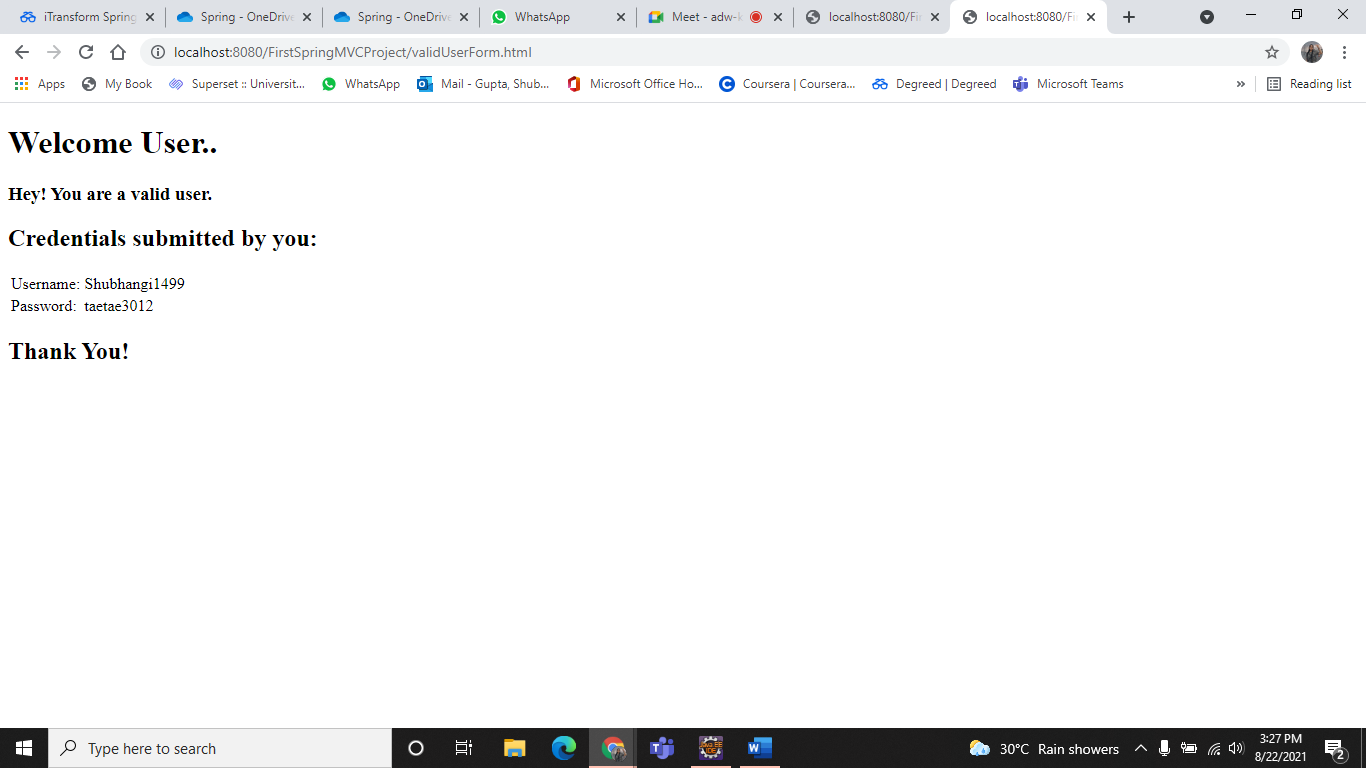 iTransform Spring
Spring - OneDrive
Spring - OneDrive
WhatsApp
Meet - adw-k
localhost:8080/Fir
localhost:8080/Fi
localhost:8080/FirstSpringMVCProject/validUserForm.html
Apps
My Book
Superset :: Universit...
WhatsApp
Mail - Gupta, Shub...
Microsoft Office Ho...
Coursera | Coursera...
Degreed | Degreed
Microsoft Teams
»
Reading list
Welcome User..
Hey! You are a valid user.
Credentials submitted by you:
Username: Shubhangi1499
Password: taetae3012
Thank You!
Type here to search
30°C Rain showers
3:27 PM
8/22/2021
2